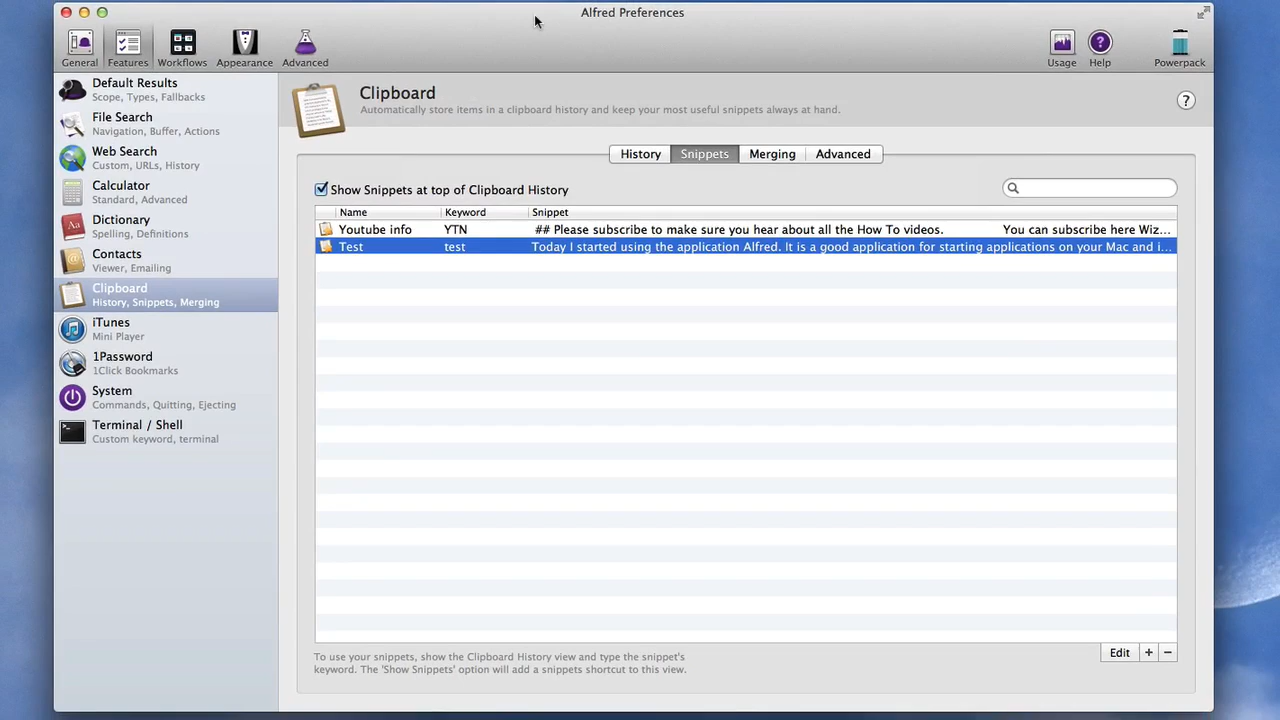 Alfred Preferences
General
Features
Workflows
Appearance
Advanced
Usage
Help
Powerpack
Default Results
Scope, Types, Fallbacks
File Search
Navigation, Buffer, Actions
Web Search
Custom, URLs, History
Calculator
Standard, Advanced
Dictionary
Spelling, Definitions
Contacts
Viewer, Emailing
Clipboard
History, Snippets, Merging
iTunes
Mini Player
1Password
1Click Bookmarks
System
Commands, Quitting, Ejecting
Terminal / Shell
Custom keyword, terminal
Clipboard
Automatically store items in a clipboard history and keep your most useful snippets always at hand.
?
History Snippets Merging Advanced
Show Snippets at top of Clipboard History
Name Keyword Snippet
Youtube info YTN ## Please subscribe to make sure you hear about all the How To videos. You can subscribe here Wiz...
Test test Today I started using the application Alfred. It is a good application for starting applications on your Mac and i...
To use your snippets, show the Clipboard History view and type the snippet's
keyword. The 'Show Snippets' option will add a snippets shortcut to this view.
Edit + −